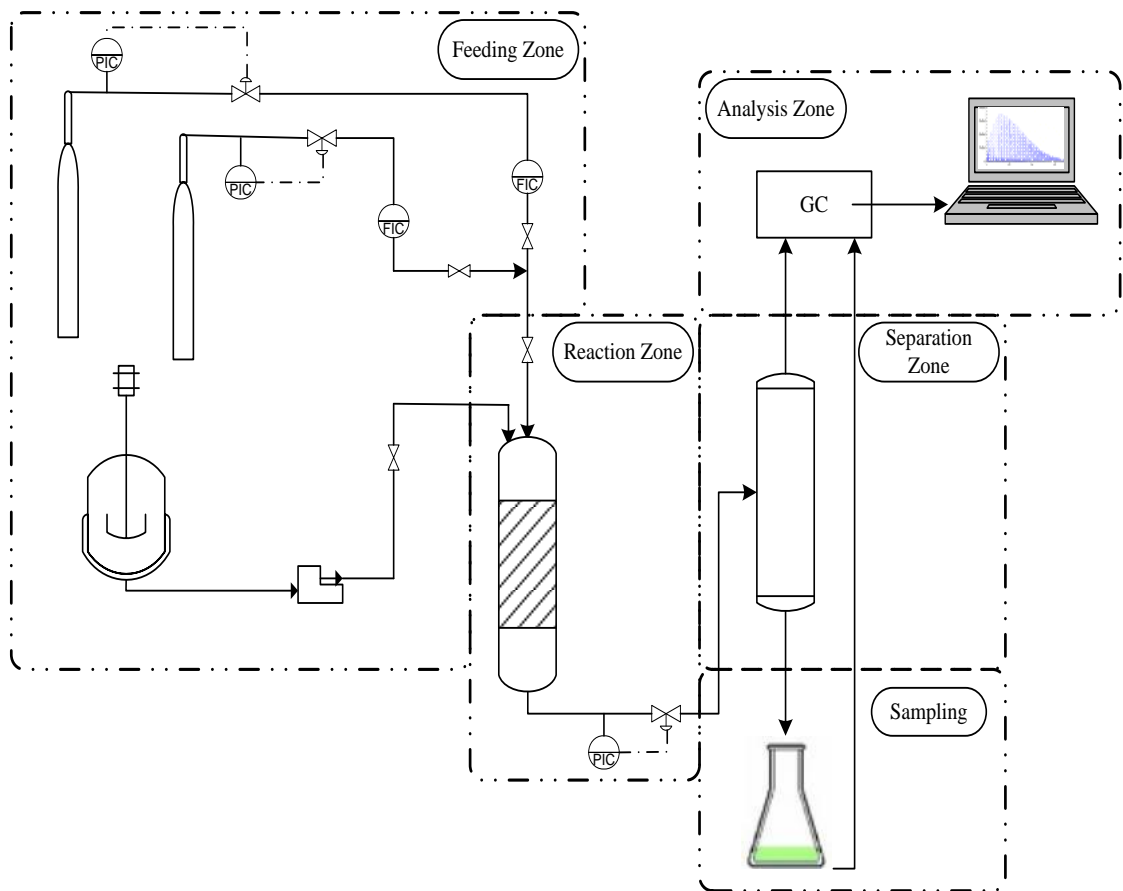 Feeding Zone
PIC
Analysis Zone
PIC
FIC
GC
FIC
Reaction Zone
Separation
Zone
Sampling
PIC